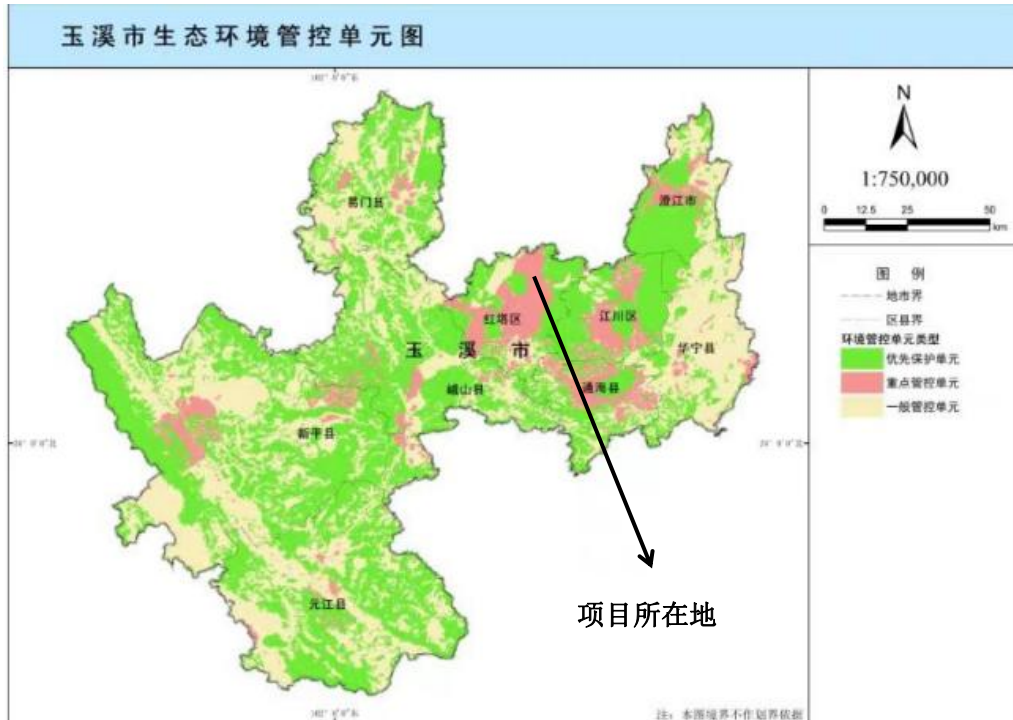 玉溪市生态环境管控单元图
N
1:750,000
0 12.5 25 50
km
图 例
地市界
区县界
环境管控单元类型
优先保护单元
重点管控单元
一般管控单元
易门县
澄江市
红塔区
江川区
华宁县
玉溪市
峨山县
通海县
新平县
元江县
项目所在地
注：本图境界不作划界依据